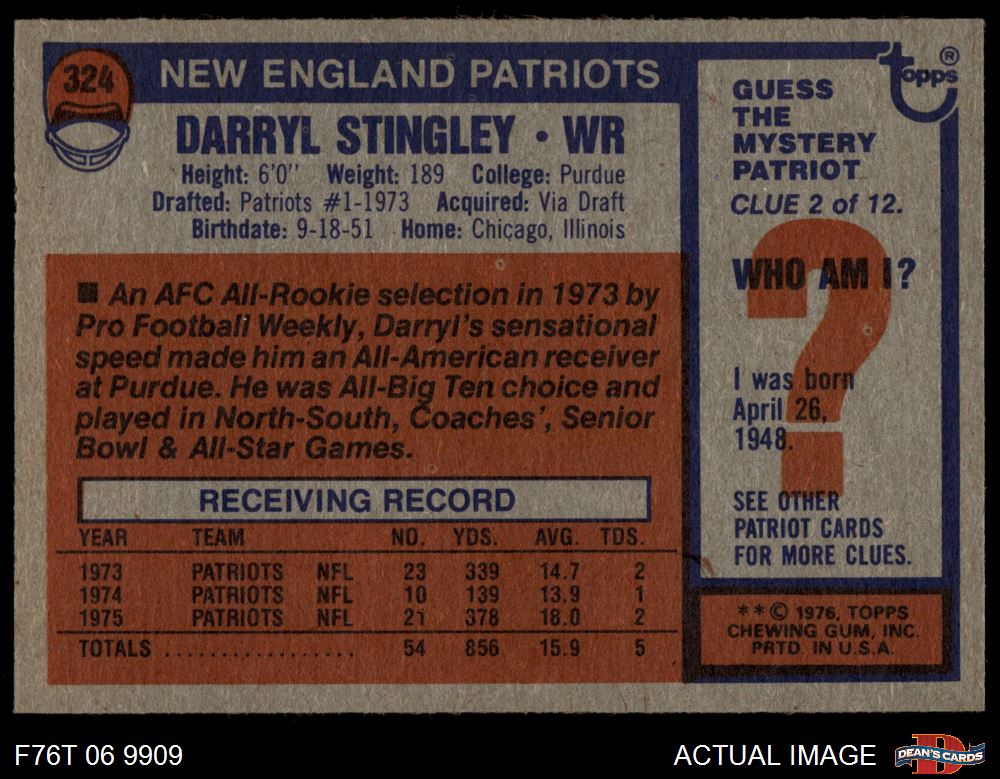 324
NEW ENGLAND PATRIOTS
DARRYL STINGLEY • WR
Height: 6'0" Weight: 189 College: Purdue
Drafted: Patriots #1-1973 Acquired: Via Draft
Birthdate: 9-18-51 Home: Chicago, Illinois
■ An AFC All-Rookie selection in 1973 by
Pro Football Weekly, Darryl's sensational
speed made him an All-American receiver
at Purdue. He was All-Big Ten choice and
played in North-South, Coaches', Senior
Bowl & All-Star Games.
RECEIVING RECORD
YEAR TEAM NO. YDS. AVG. TDS.
1973 PATRIOTS NFL 23 339 14.7 2
1974 PATRIOTS NFL 10 139 13.9 1
1975 PATRIOTS NFL 21 378 18.0 2
TOTALS ................. 54 856 15.9 5
topps ®
GUESS
THE
MYSTERY
PATRIOT
CLUE 2 of 12.
WHO AM I?
?
I was born
April 26,
1948.
SEE OTHER
PATRIOT CARDS
FOR MORE CLUES.
**© 1976, TOPPS
CHEWING GUM, INC.
PRTD. IN U.S.A.
F76T 06 9909
ACTUAL IMAGE
D
DEAN'S CARDS